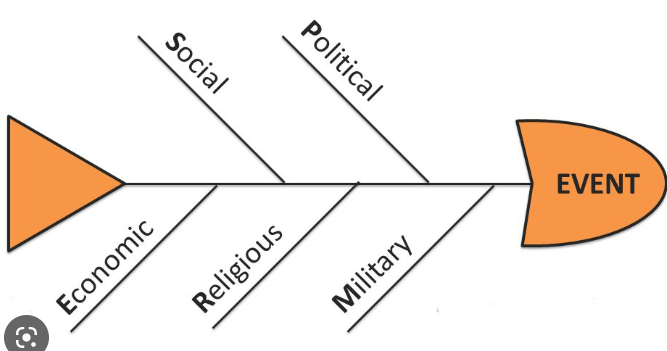 Social
Political
EVENT
Economic
Religious
Military